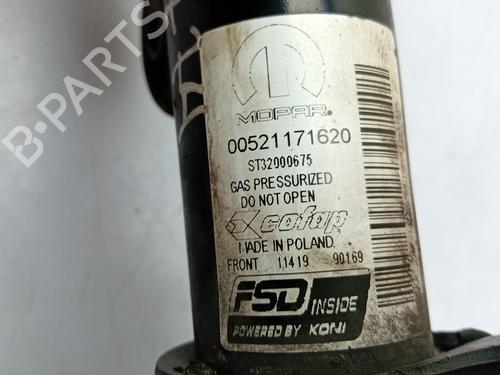 B-PARTS
MOPAR®
00521171620
ST32000675
GAS PRESSURIZED
DO NOT OPEN
cofap
MADE IN POLAND
FRONT 11419 90169
FSD INSIDE
POWERED BY KONI